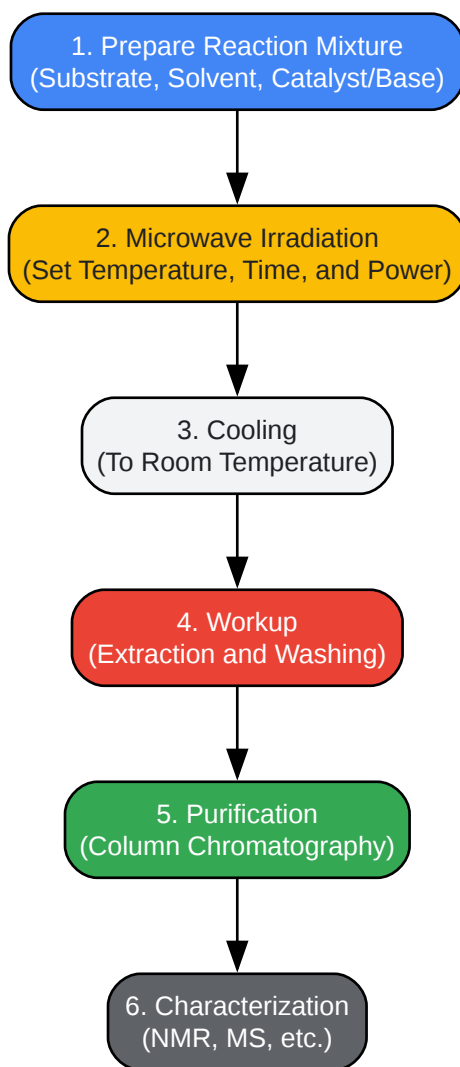 1. Prepare Reaction Mixture
(Substrate, Solvent, Catalyst/Base)
2. Microwave Irradiation
(Set Temperature, Time, and Power)
3. Cooling
(To Room Temperature)
4. Workup
(Extraction and Washing)
5. Purification
(Column Chromatography)
6. Characterization
(NMR, MS, etc.)